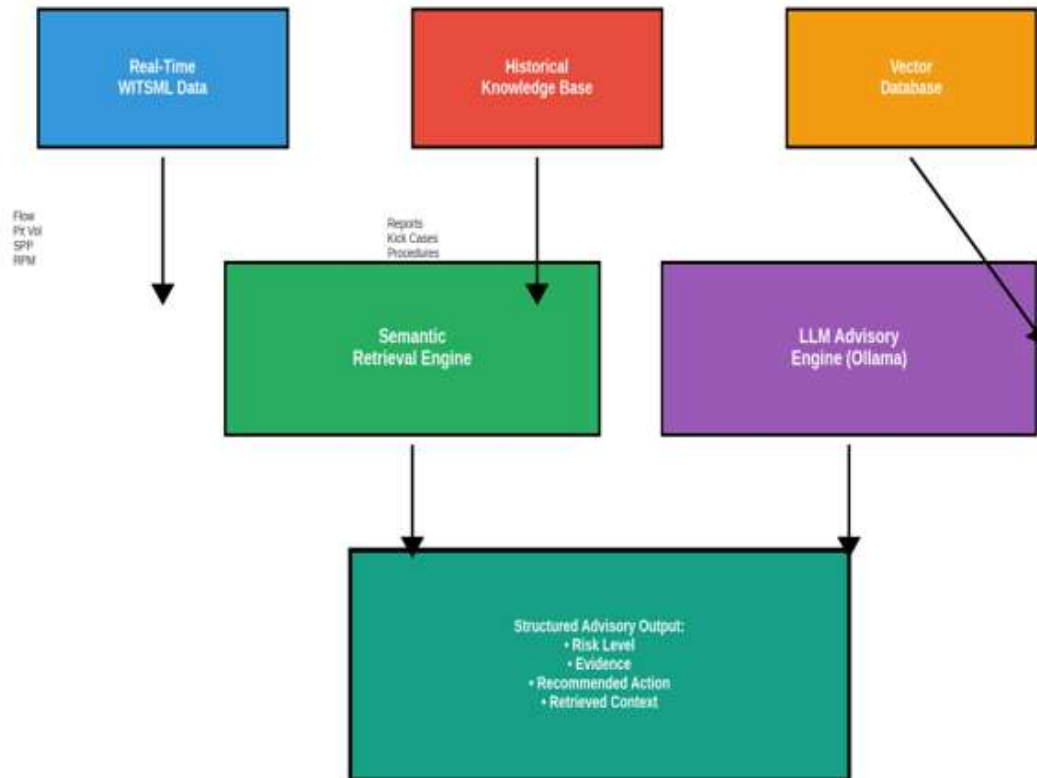 Real-Time
WITSML Data
Historical
Knowledge Base
Vector
Database
Flow
Pit Vol
SPP
RPM
Reports
Kick Cases
Procedures
Semantic
Retrieval Engine
LLM Advisory
Engine (Ollama)
Structured Advisory Output:
• Risk Level
• Evidence
• Recommended Action
• Retrieved Context